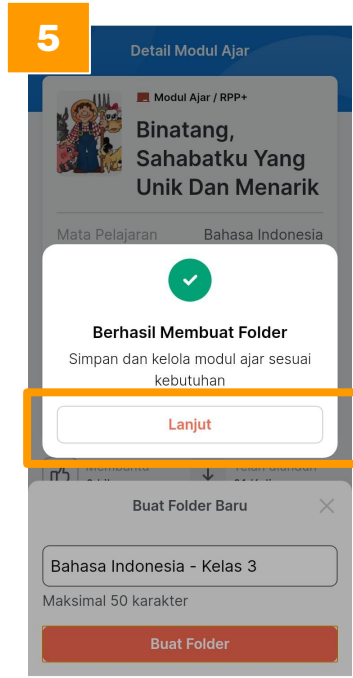 5
Detail Modul Ajar
Modul Ajar / RPP+
Binatang,
Sahabatku Yang
Unik Dan Menarik
Mata Pelajaran Bahasa Indonesia
Berhasil Membuat Folder
Simpan dan kelola modul ajar sesuai
kebutuhan
Lanjut
Buat Folder Baru
Bahasa Indonesia - Kelas 3
Maksimal 50 karakter
Buat Folder